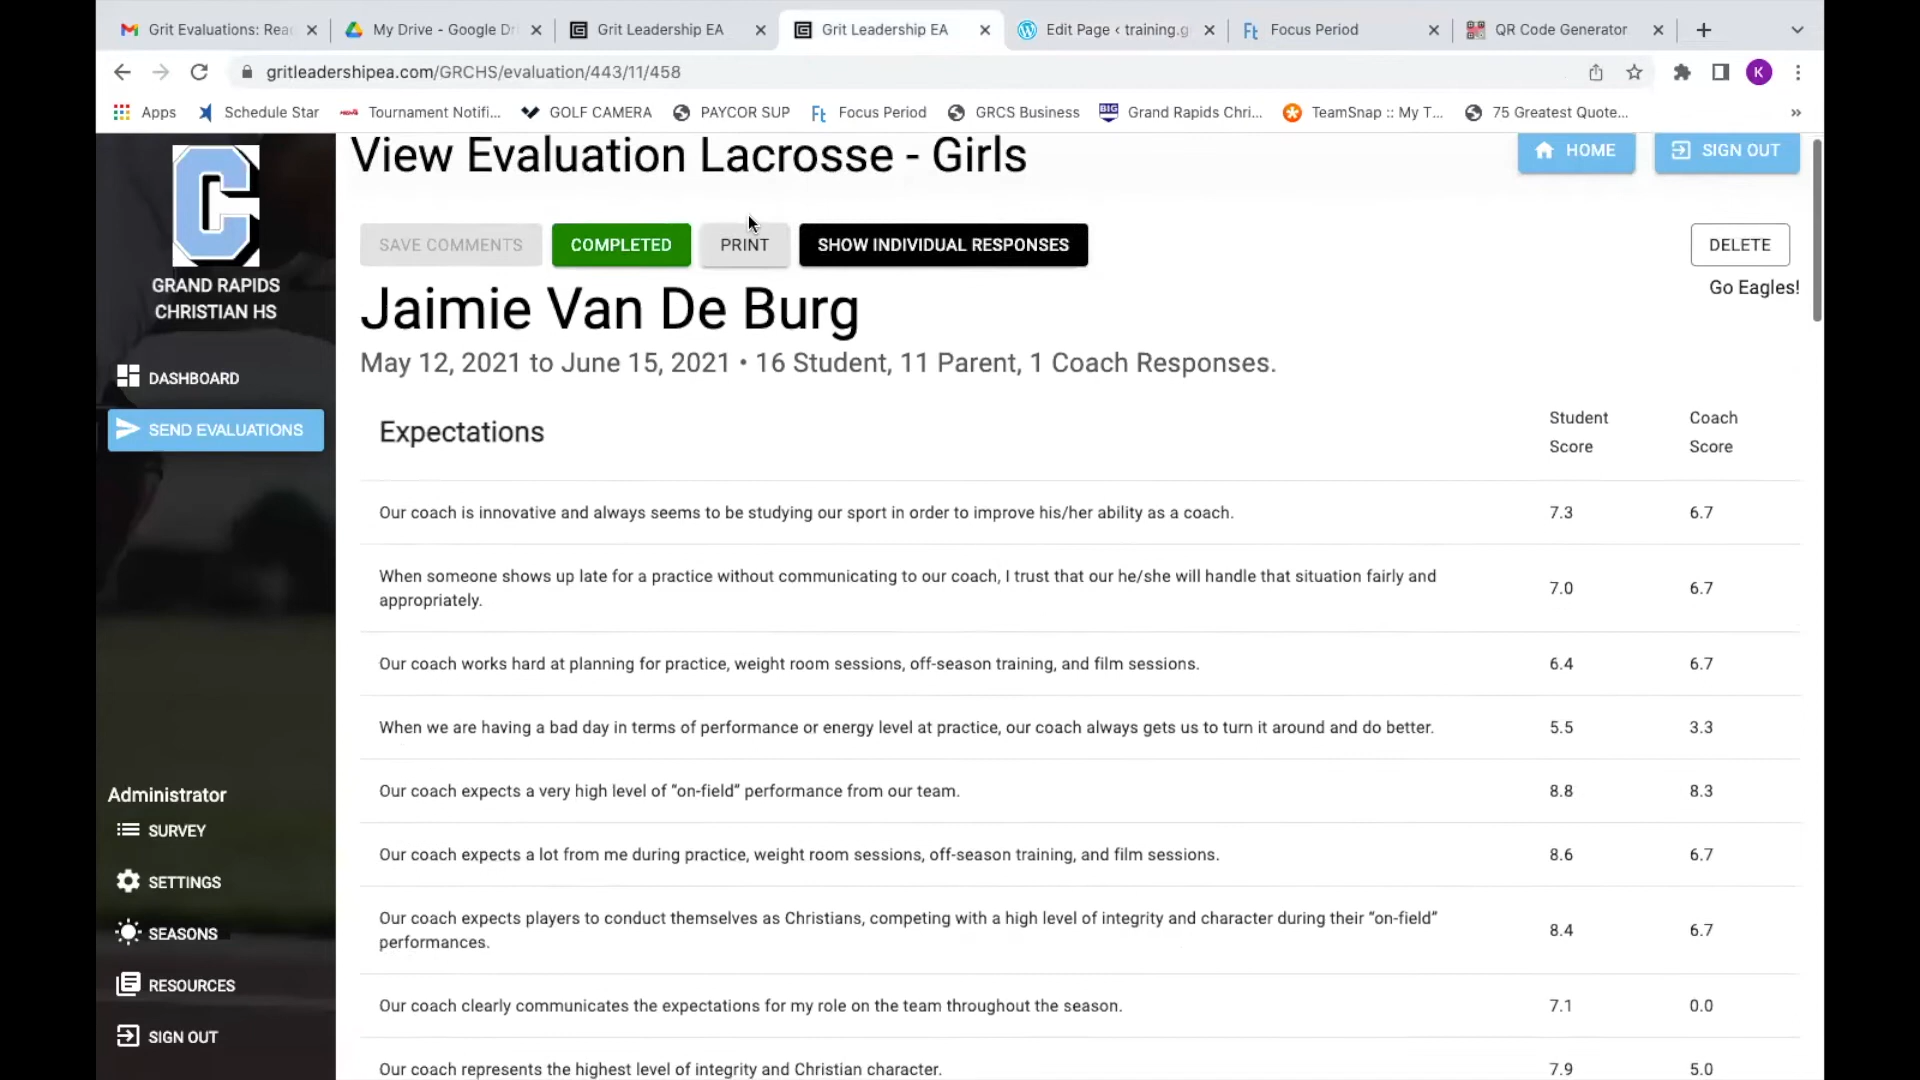 Grit Evaluations: Rea
My Drive - Google Dr
Grit Leadership EA
Grit Leadership EA
Edit Page ‹ training.g
Focus Period
QR Code Generator
gritleadershipea.com/GRCHS/evaluation/443/11/458
K
Apps
Schedule Star
Tournament Notifi...
GOLF CAMERA
PAYCOR SUP
Focus Period
GRCS Business
Grand Rapids Chri...
TeamSnap :: My T...
75 Greatest Quote...
»
C
GRAND RAPIDS
CHRISTIAN HS
DASHBOARD
SEND EVALUATIONS
Administrator
SURVEY
SETTINGS
SEASONS
RESOURCES
SIGN OUT
View Evaluation Lacrosse - Girls
HOME
SIGN OUT
SAVE COMMENTS
COMPLETED
PRINT
SHOW INDIVIDUAL RESPONSES
DELETE
Go Eagles!
Jaimie Van De Burg
May 12, 2021 to June 15, 2021 • 16 Student, 11 Parent, 1 Coach Responses.
Expectations
Student
Score
Coach
Score
Our coach is innovative and always seems to be studying our sport in order to improve his/her ability as a coach. 7.3 6.7
When someone shows up late for a practice without communicating to our coach, I trust that our he/she will handle that situation fairly and
appropriately. 7.0 6.7
Our coach works hard at planning for practice, weight room sessions, off-season training, and film sessions. 6.4 6.7
When we are having a bad day in terms of performance or energy level at practice, our coach always gets us to turn it around and do better. 5.5 3.3
Our coach expects a very high level of “on-field” performance from our team. 8.8 8.3
Our coach expects a lot from me during practice, weight room sessions, off-season training, and film sessions. 8.6 6.7
Our coach expects players to conduct themselves as Christians, competing with a high level of integrity and character during their “on-field”
performances. 8.4 6.7
Our coach clearly communicates the expectations for my role on the team throughout the season. 7.1 0.0
Our coach represents the highest level of integrity and Christian character. 7.9 5.0